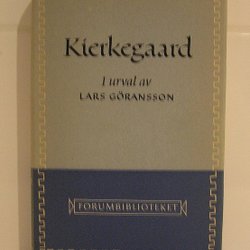 Kierkegaard
I urval av
LARS GÖRANSSON
FORUMBIBLIOTEKET